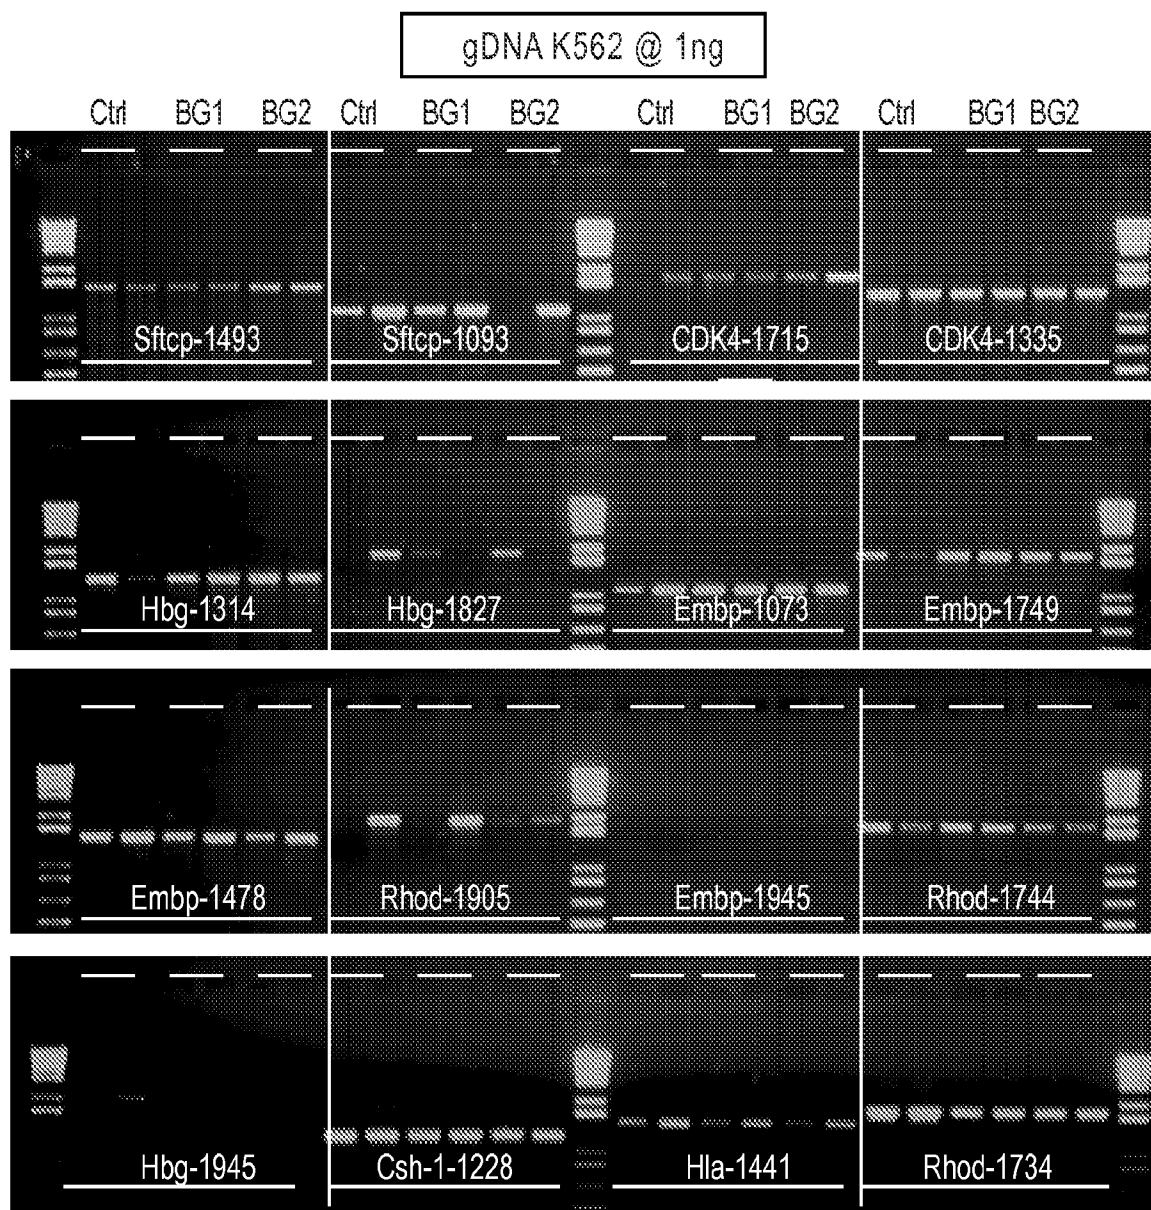 gDNA K562 @ 1ng
Ctrl BG1 BG2 Ctrl BG1 BG2 Ctrl BG1 BG2 Ctrl BG1 BG2
Sftcp-1493 Sftcp-1093 CDK4-1715 CDK4-1335
Hbg-1314 Hbg-1827 Embp-1073 Embp-1749
Embp-1478 Rhod-1905 Embp-1945 Rhod-1744
Hbg-1945 Csh-1-1228 Hla-1441 Rhod-1734